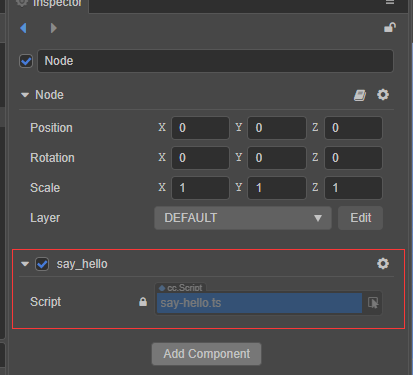 Inspector
Node
Node
Position X 0 Y 0 Z 0
Rotation X 0 Y 0 Z 0
Scale X 1 Y 1 Z 1
Layer DEFAULT Edit
say_hello
cc.Script
Script say-hello.ts
Add Component